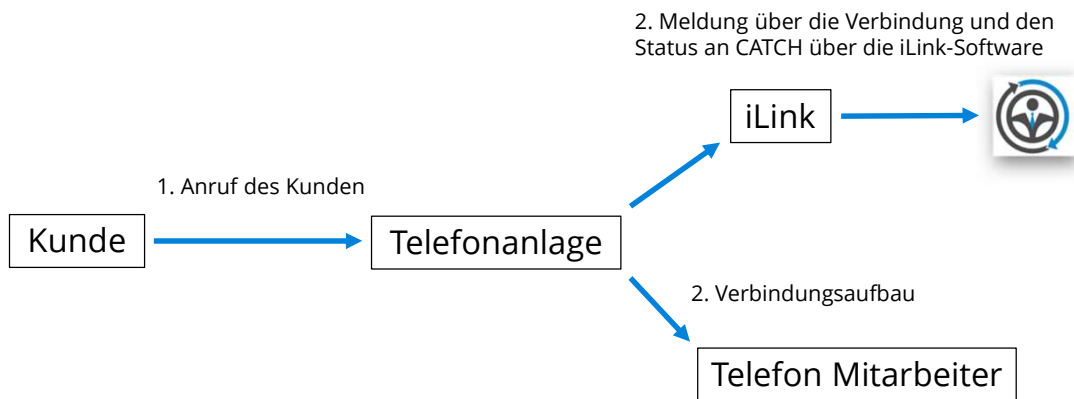 2. Meldung über die Verbindung und den
Status an CATCH über die iLink-Software
iLink
1. Anruf des Kunden
Kunde
Telefonanlage
2. Verbindungsaufbau
Telefon Mitarbeiter